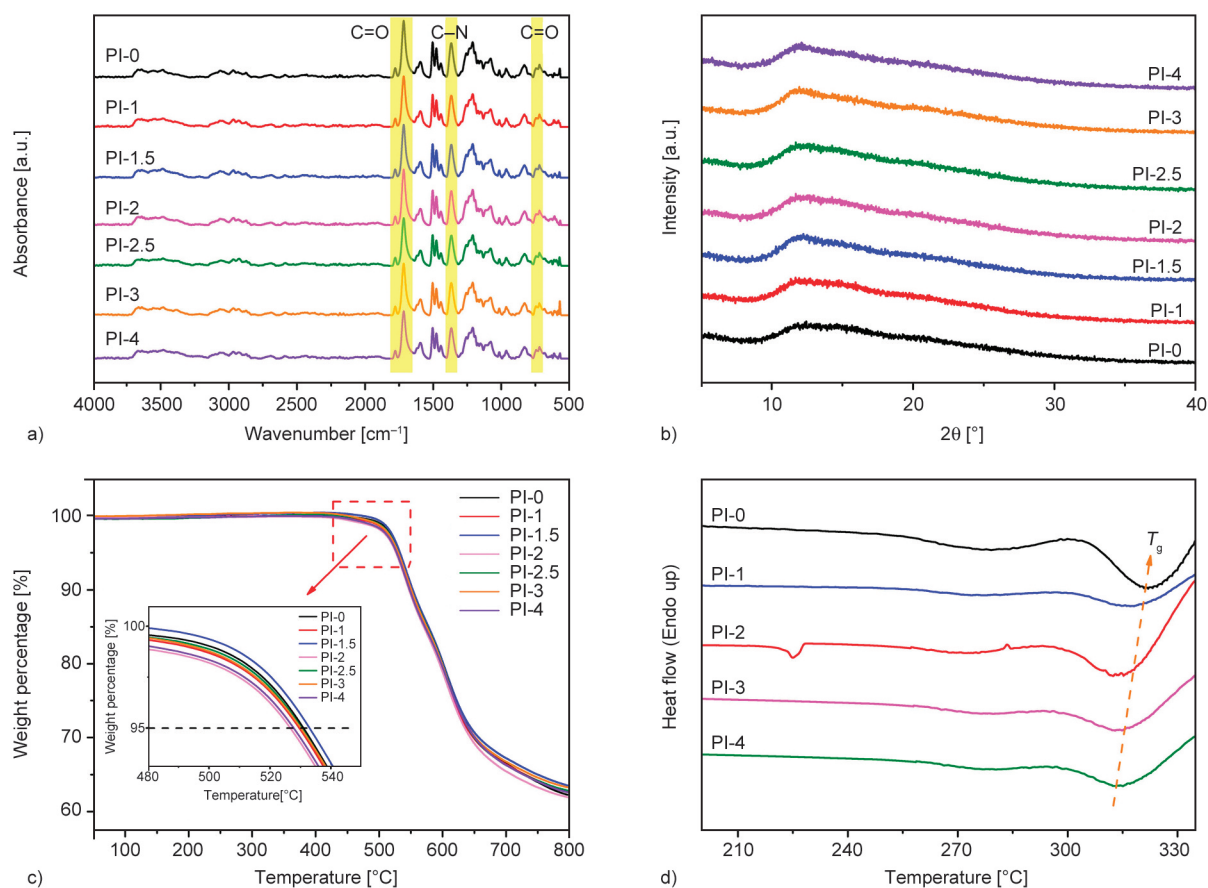 C=O C–N C=O
PI-0
PI-1
PI-1.5
PI-2
PI-2.5
PI-3
PI-4
Absorbance [a.u.]
4000 3500 3000 2500 2000 1500 1000 500
Wavenumber [cm⁻¹]
a)
PI-4
PI-3
PI-2.5
PI-2
PI-1.5
PI-1
PI-0
Intensity [a.u.]
10 20 30 40
2θ [°]
b)
100
90
80
70
60
Weight percentage [%]
PI-0
PI-1
PI-1.5
PI-2
PI-2.5
PI-3
PI-4
100
95
Weight percentage [%]
PI-0
PI-1
PI-1.5
PI-2
PI-2.5
PI-3
PI-4
480 500 520 540
Temperature[°C]
100 200 300 400 500 600 700 800
Temperature [°C]
c)
PI-0
PI-1
PI-2
PI-3
PI-4
Tg
Heat flow (Endo up)
210 240 270 300 330
Temperature [°C]
d)